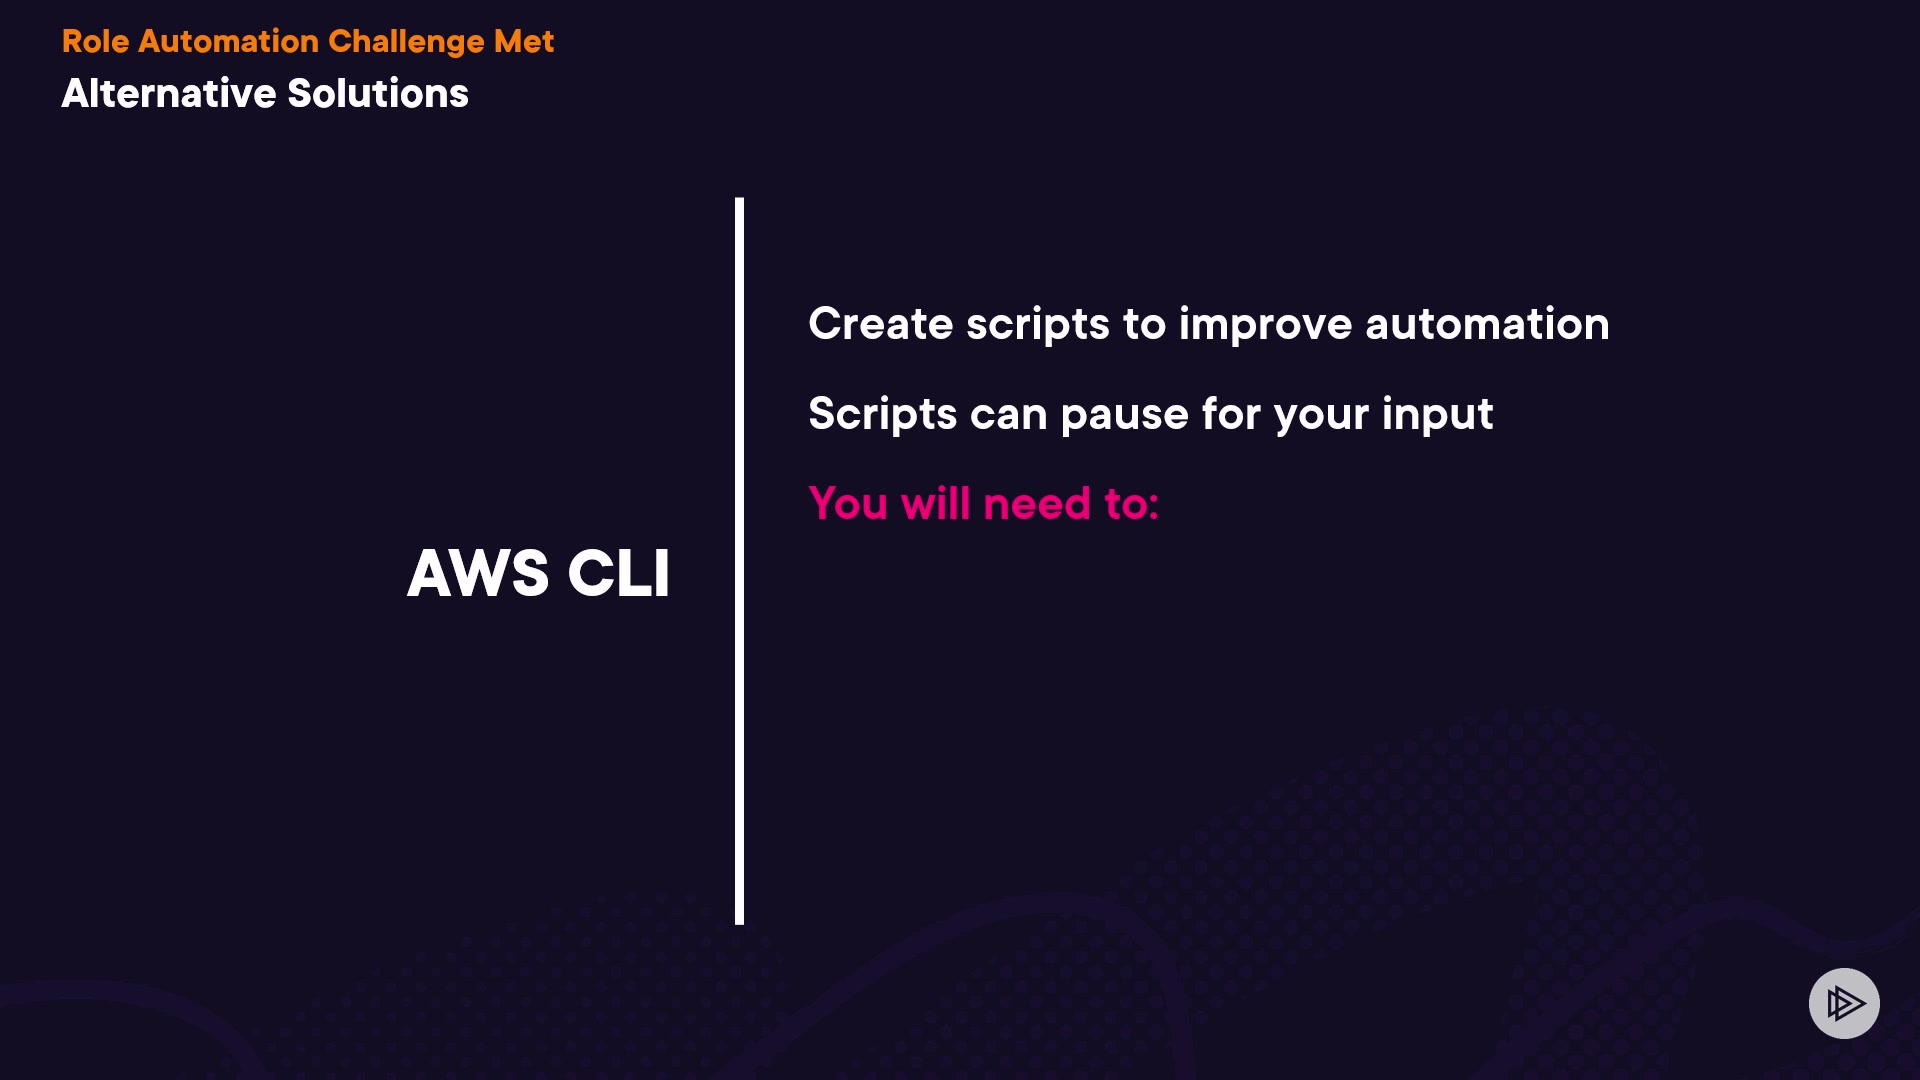 Role Automation Challenge Met
Alternative Solutions
AWS CLI
Create scripts to improve automation
Scripts can pause for your input
You will need to: